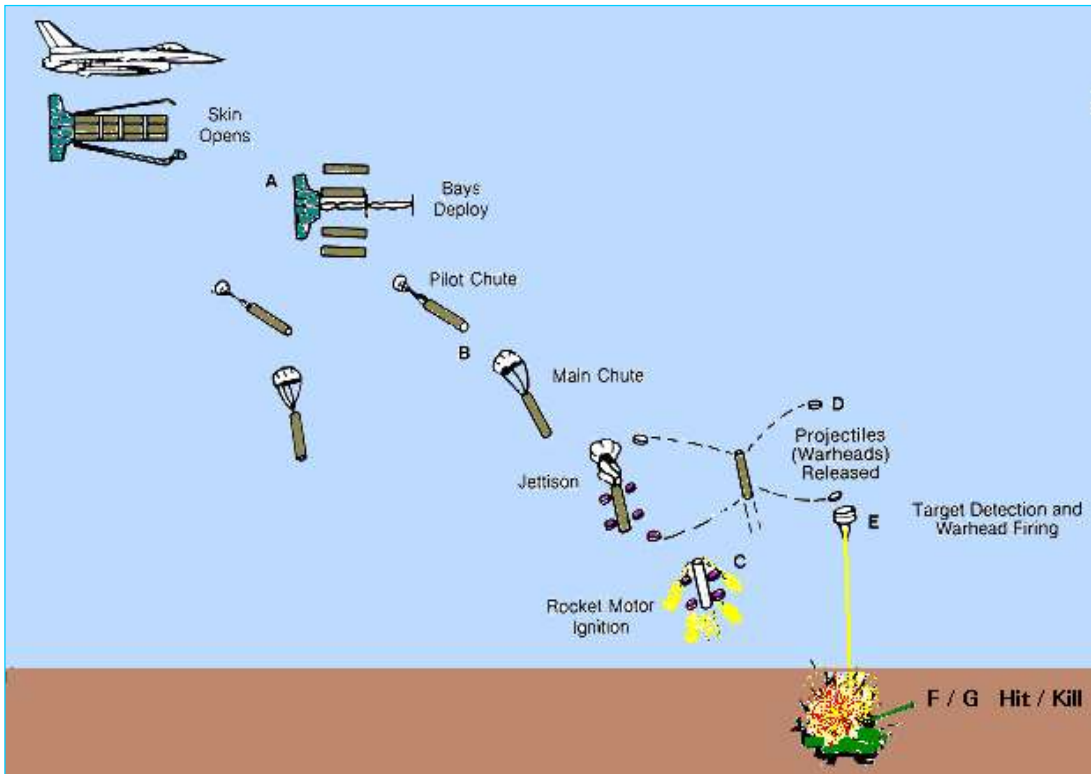 Skin
Opens
A
Bays
Deploy
Pilot Chute
B
Main Chute
D
Projectiles
(Warheads)
Released
Jettison
E
Target Detection and
Warhead Firing
C
Rocket Motor
Ignition
F / G Hit / Kill